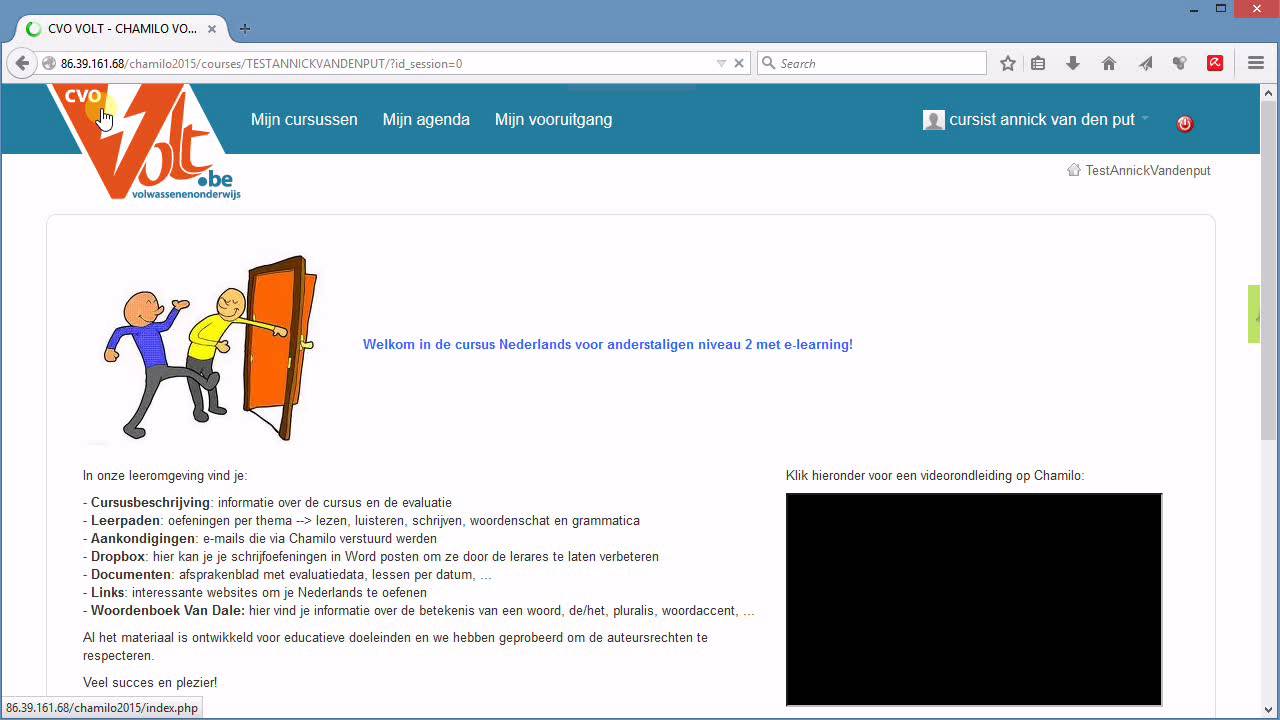 CVO VOLT - CHAMILO VO...
86.39.161.68/chamilo2015/courses/TESTANNICKVANDENPUT/?id_session=0
Search
CVO
Volt
.be
volwassenenonderwijs
Mijn cursussen
Mijn agenda
Mijn vooruitgang
cursist annick van den put
TestAnnickVandenput
Welkom in de cursus Nederlands voor anderstaligen niveau 2 met e-learning!
In onze leeromgeving vind je:
- Cursusbeschrijving: informatie over de cursus en de evaluatie
- Leerpaden: oefeningen per thema --> lezen, luisteren, schrijven, woordenschat en grammatica
- Aankondigingen: e-mails die via Chamilo verstuurd werden
- Dropbox: hier kan je je schrijfoefeningen in Word posten om ze door de lerares te laten verbeteren
- Documenten: afsprakenblad met evaluatiedata, lessen per datum, ...
- Links: interessante websites om je Nederlands te oefenen
- Woordenboek Van Dale: hier vind je informatie over de betekenis van een woord, de/het, pluralis, woordaccent, ...
Al het materiaal is ontwikkeld voor educatieve doeleinden en we hebben geprobeerd om de auteursrechten te
respecteren.
Veel succes en plezier!
Klik hieronder voor een videorondleiding op Chamilo:
86.39.161.68/chamilo2015/index.php